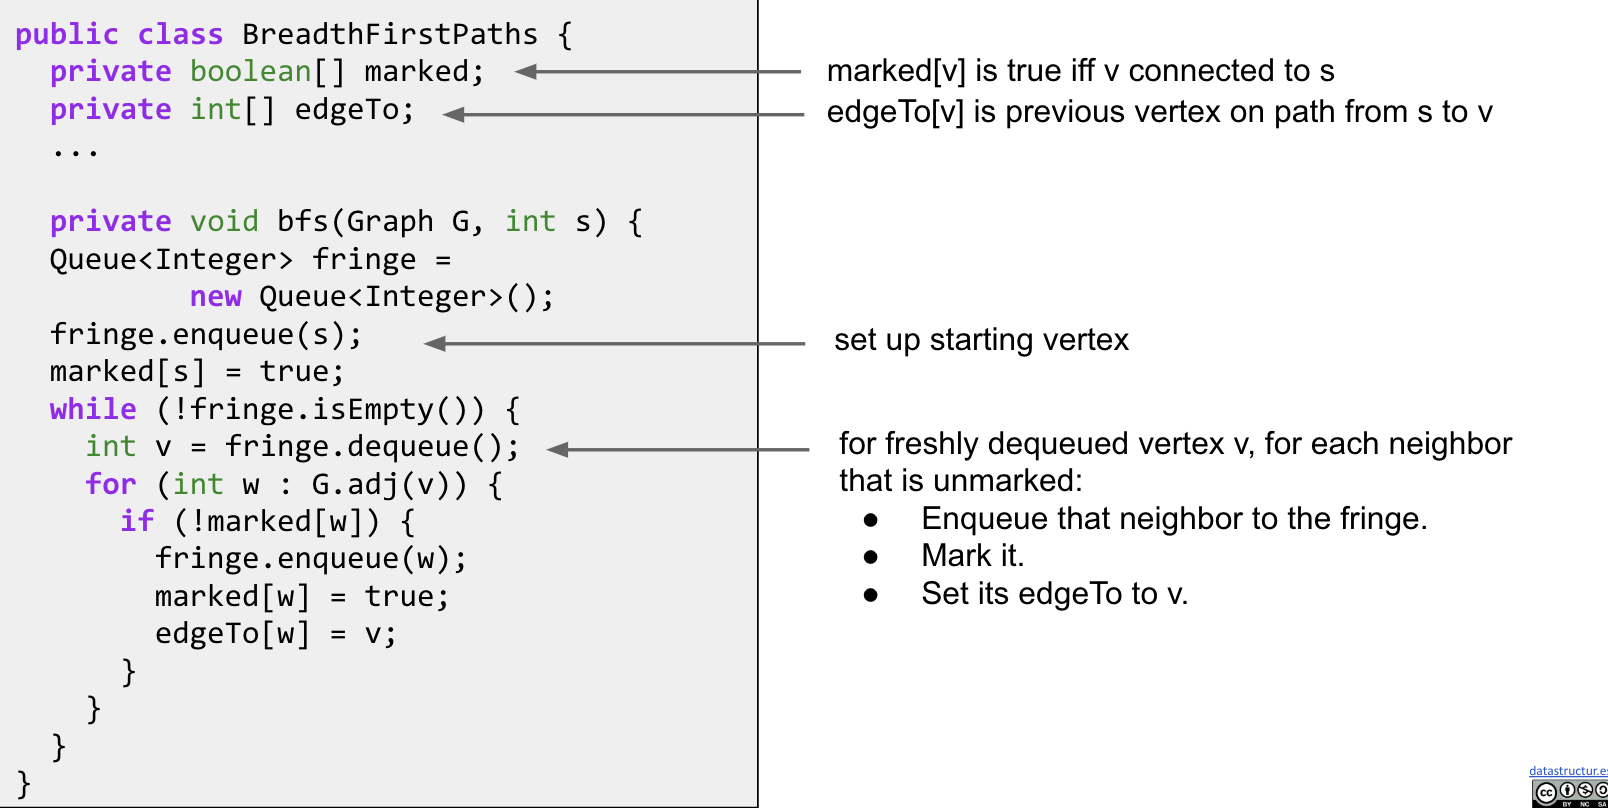 public class BreadthFirstPaths {
private boolean[] marked;
private int[] edgeTo;
...
private void bfs(Graph G, int s) {
Queue<Integer> fringe =
new Queue<Integer>();
fringe.enqueue(s);
marked[s] = true;
while (!fringe.isEmpty()) {
int v = fringe.dequeue();
for (int w : G.adj(v)) {
if (!marked[w]) {
fringe.enqueue(w);
marked[w] = true;
edgeTo[w] = v;
}
}
}
}
marked[v] is true iff v connected to s
edgeTo[v] is previous vertex on path from s to v
set up starting vertex
for freshly dequeued vertex v, for each neighbor
that is unmarked:
● Enqueue that neighbor to the fringe.
● Mark it.
● Set its edgeTo to v.
datastructur.es
cc
BY NC SA